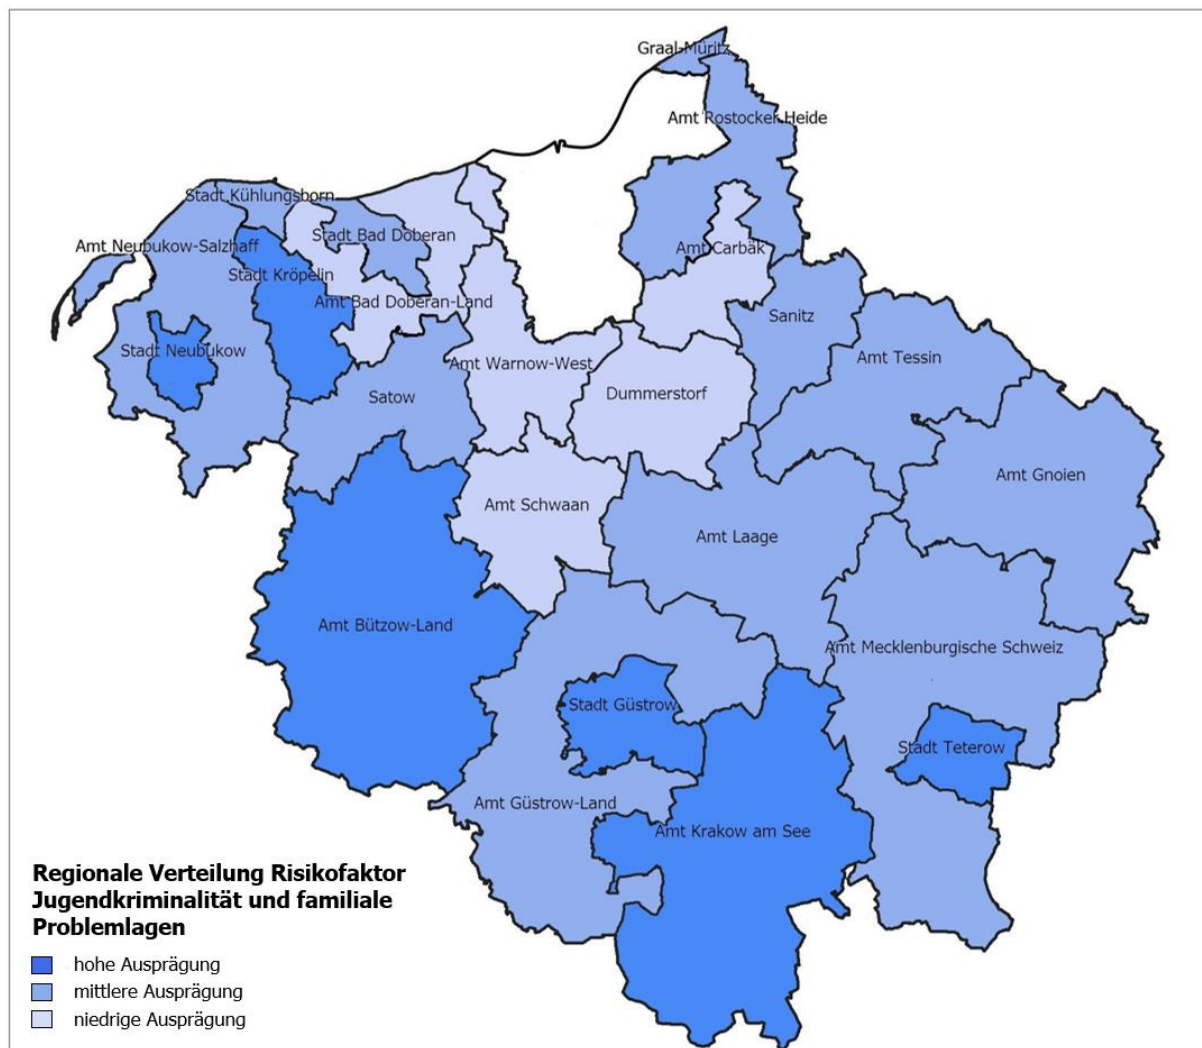 Graal-Müritz
Amt Rostocker Heide
Stadt Kühlungsborn
Stadt Bad Doberan
Amt Neubukow-Salzhaff
Amt Carbäk
Stadt Kröpelin
Amt Bad Doberan-Land
Sanitz
Stadt Neubukow
Amt Warnow-West
Amt Tessin
Satow
Dummerstorf
Amt Gnoien
Amt Schwaan
Amt Laage
Amt Bützow-Land
Amt Mecklenburgische Schweiz
Stadt Güstrow
Stadt Teterow
Amt Güstrow-Land
Amt Krakow am See
Regionale Verteilung Risikofaktor
Jugendkriminalität und familiale
Problemlagen
hohe Ausprägung
mittlere Ausprägung
niedrige Ausprägung